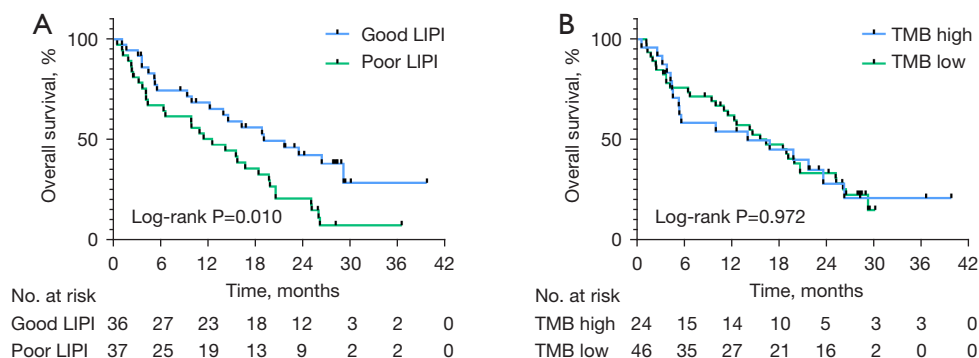 A
B
Good LIPI
Poor LIPI
TMB high
TMB low
Overall survival, %
Overall survival, %
100
50
0
100
50
0
Log-rank P=0.010
Log-rank P=0.972
0 6 12 18 24 30 36 42
0 6 12 18 24 30 36 42
Time, months
Time, months
No. at risk
Good LIPI 36 27 23 18 12 3 2 0
Poor LIPI 37 25 19 13 9 2 2 0
No. at risk
TMB high 24 15 14 10 5 3 3 0
TMB low 46 35 27 21 16 2 0 0